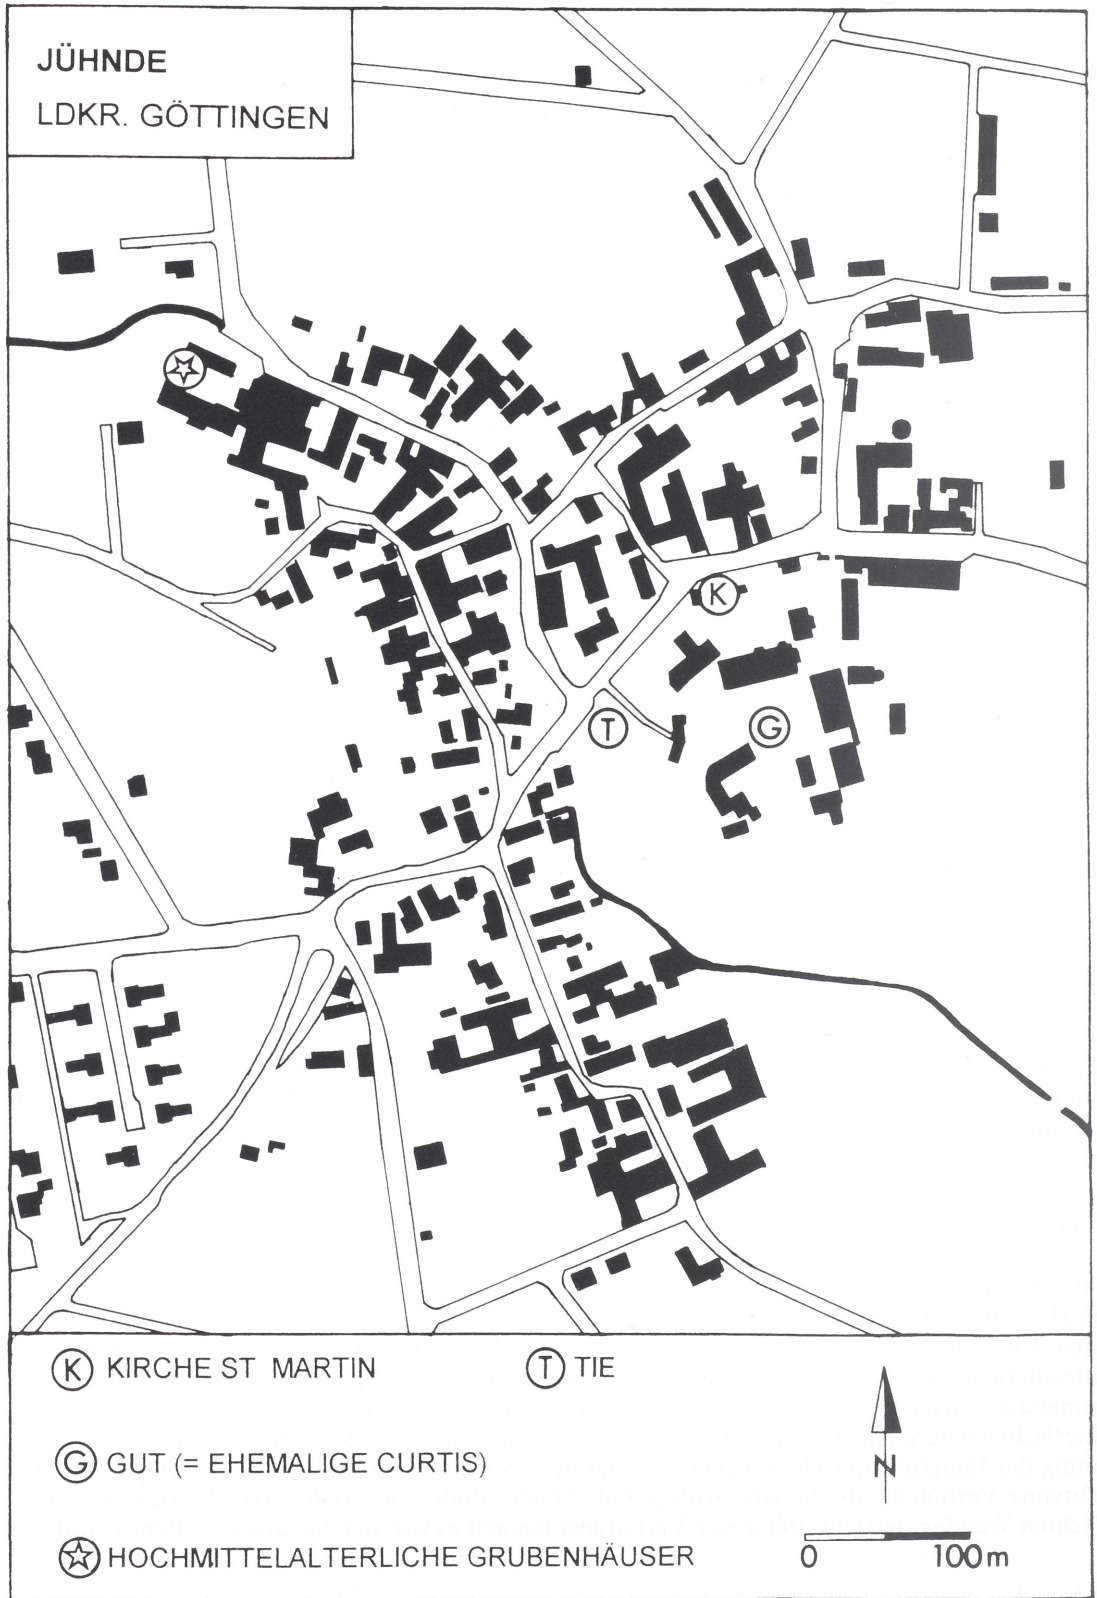 JÜHNDE
LDKR. GÖTTINGEN
K
T
G
K KIRCHE ST MARTIN
T TIE
G GUT (= EHEMALIGE CURTIS)
HOCHMITTELALTERLICHE GRUBENHÄUSER
N
0 100m